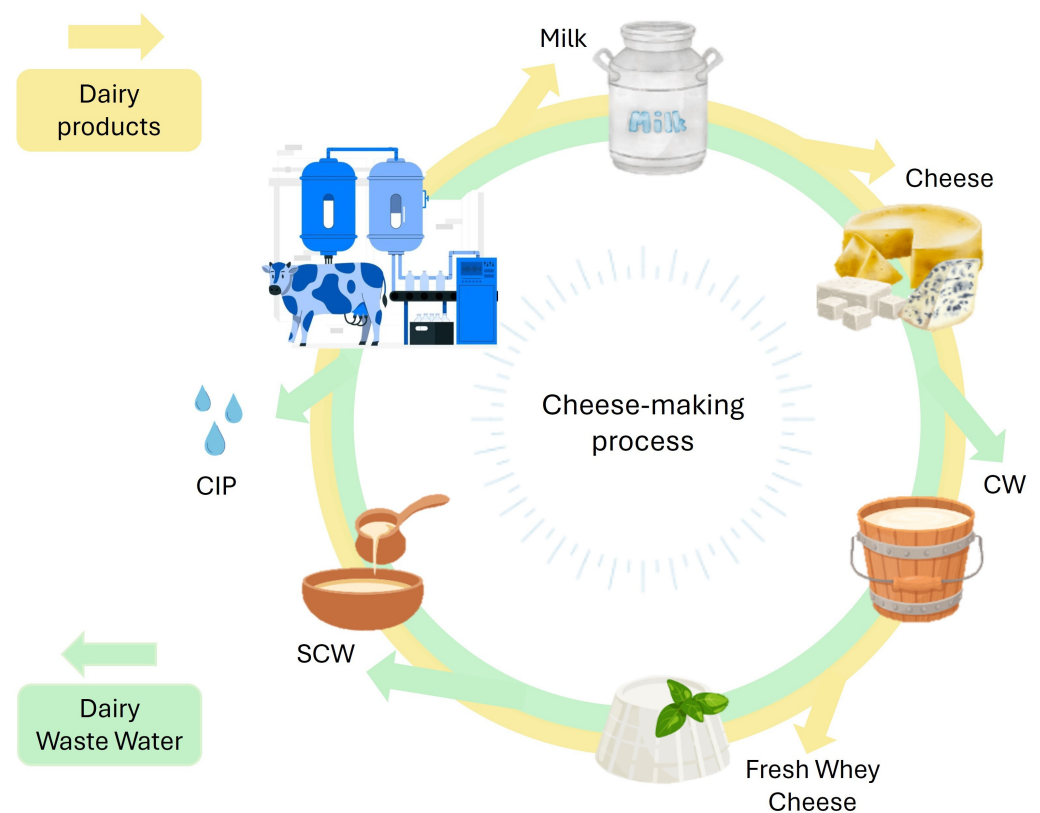 Dairy
products
Milk
Milk
Cheese
Cheese-making
process
CIP
CW
SCW
Dairy
Waste Water
Fresh Whey
Cheese